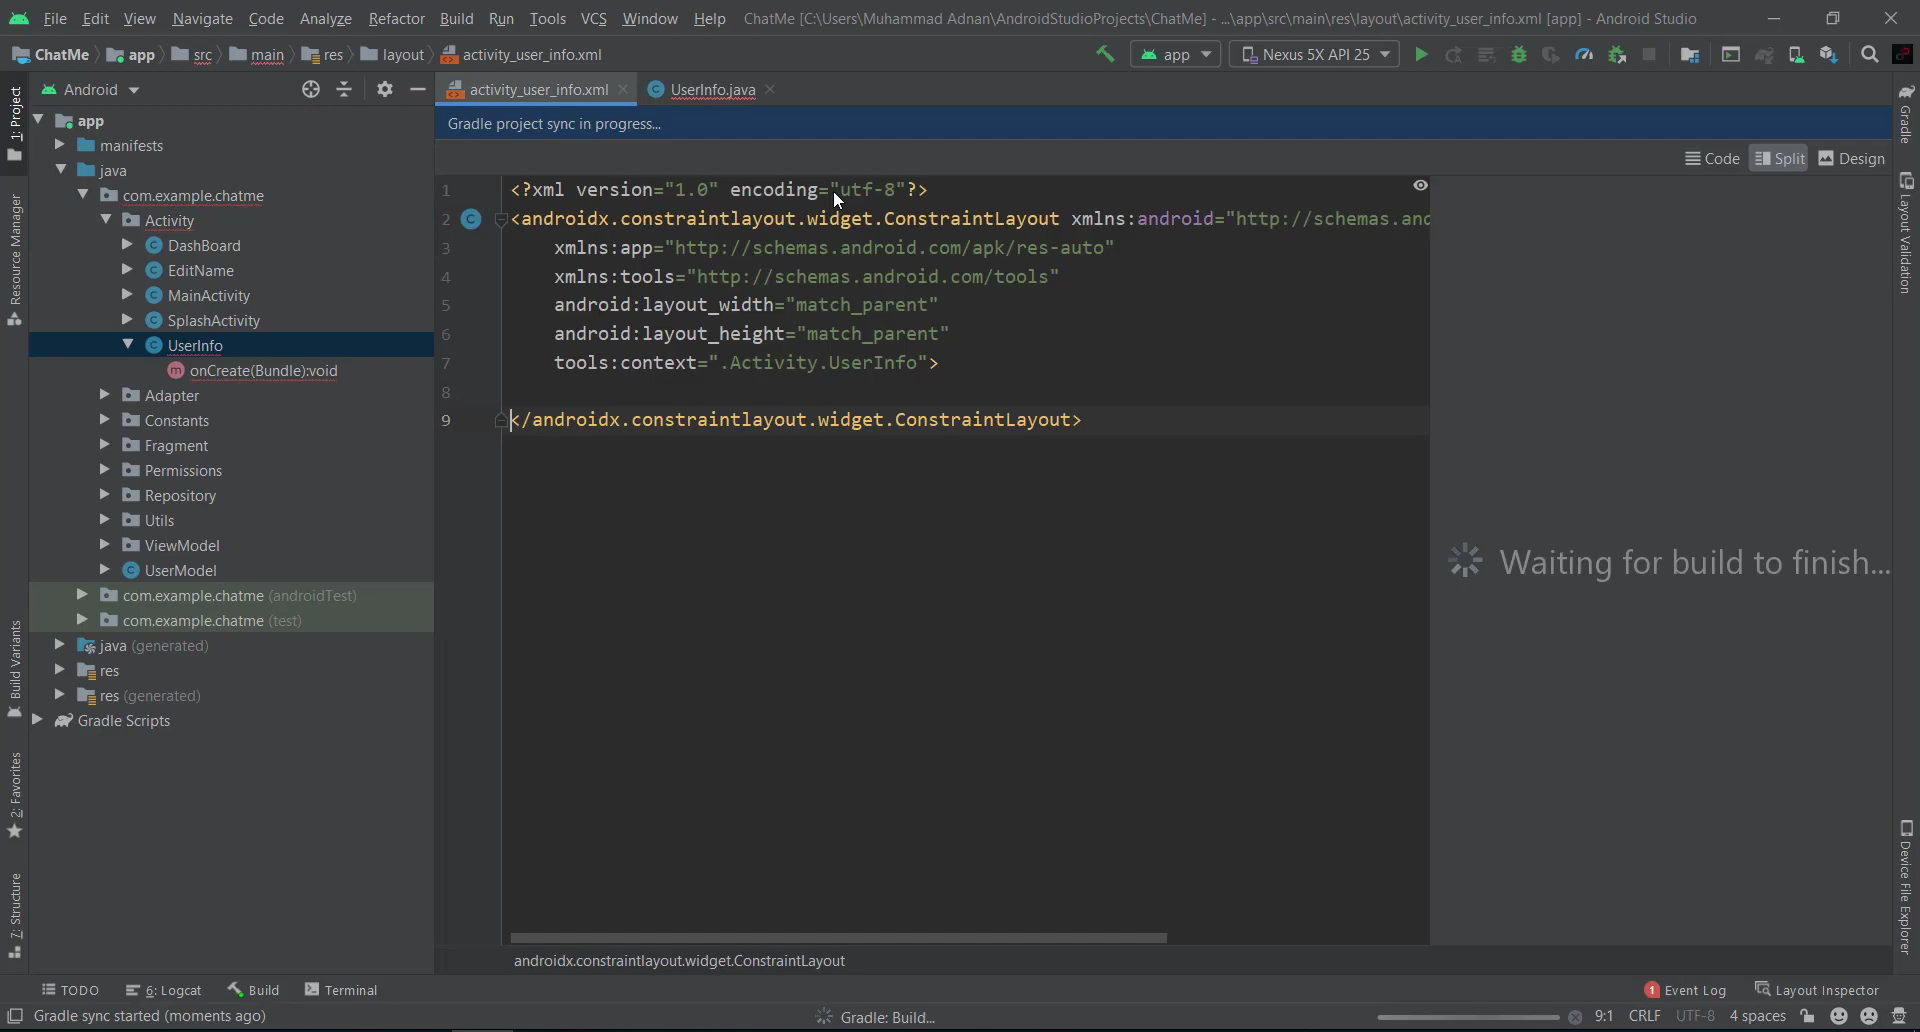 File Edit View Navigate Code Analyze Refactor Build Run Tools VCS Window Help ChatMe [C:\Users\Muhammad Adnan\AndroidStudioProjects\ChatMe] - ...\app\src\main\res\layout\activity_user_info.xml [app] - Android Studio
ChatMe app src main res layout activity_user_info.xml app Nexus 5X API 25
Android
activity_user_info.xml UserInfo.java
Gradle project sync in progress...
Code Split Design
1: Project
Resource Manager
Build Variants
2: Favorites
7: Structure
app
manifests
java
com.example.chatme
Activity
DashBoard
EditName
MainActivity
SplashActivity
UserInfo
onCreate(Bundle):void
Adapter
Constants
Fragment
Permissions
Repository
Utils
ViewModel
UserModel
com.example.chatme (androidTest)
com.example.chatme (test)
java (generated)
res
res (generated)
Gradle Scripts
1 <?xml version="1.0" encoding="utf-8"?>
2 <androidx.constraintlayout.widget.ConstraintLayout xmlns:android="http://schemas.and
3 xmlns:app="http://schemas.android.com/apk/res-auto"
4 xmlns:tools="http://schemas.android.com/tools"
5 android:layout_width="match_parent"
6 android:layout_height="match_parent"
7 tools:context=".Activity.UserInfo">
8
9 </androidx.constraintlayout.widget.ConstraintLayout>
Waiting for build to finish...
Gradle
Layout Validation
Device File Explorer
androidx.constraintlayout.widget.ConstraintLayout
TODO 6: Logcat Build Terminal 1 Event Log Layout Inspector
Gradle sync started (moments ago) Gradle: Build... 9:1 CRLF UTF-8 4 spaces